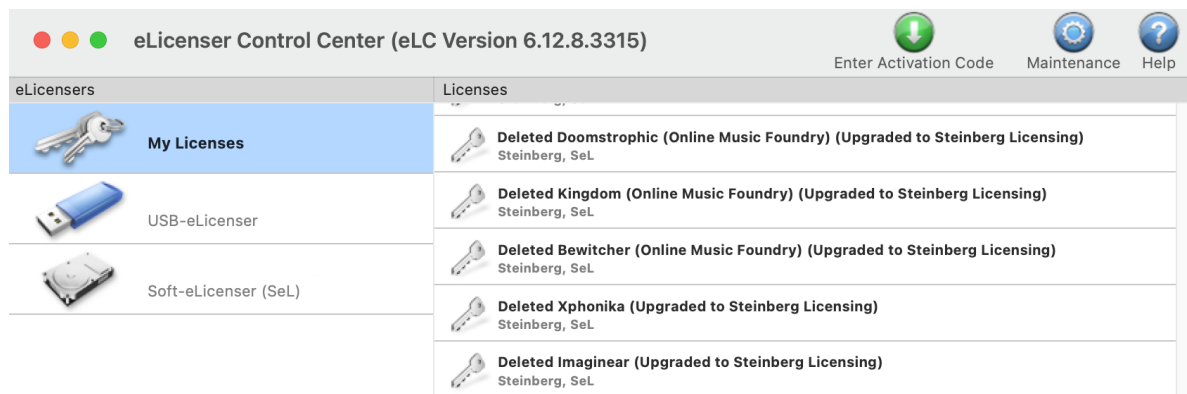 eLicenser Control Center (eLC Version 6.12.8.3315)
Enter Activation Code
Maintenance
Help
eLicensers
Licenses
My Licenses
USB-eLicenser
Soft-eLicenser (SeL)
Deleted Doomstrophic (Online Music Foundry) (Upgraded to Steinberg Licensing)
Steinberg, SeL
Deleted Kingdom (Online Music Foundry) (Upgraded to Steinberg Licensing)
Steinberg, SeL
Deleted Bewitcher (Online Music Foundry) (Upgraded to Steinberg Licensing)
Steinberg, SeL
Deleted Xphonika (Upgraded to Steinberg Licensing)
Steinberg, SeL
Deleted Imaginear (Upgraded to Steinberg Licensing)
Steinberg, SeL